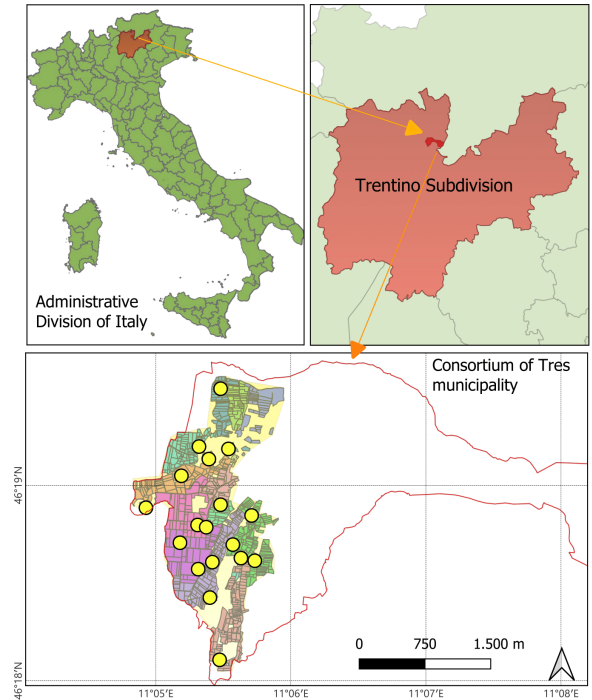 Administrative
Division of Italy
Trentino Subdivision
Consortium of Tres
municipality
46°19'N
46°18'N
0 750 1.500 m
11°05'E 11°06'E 11°07'E 11°08'E